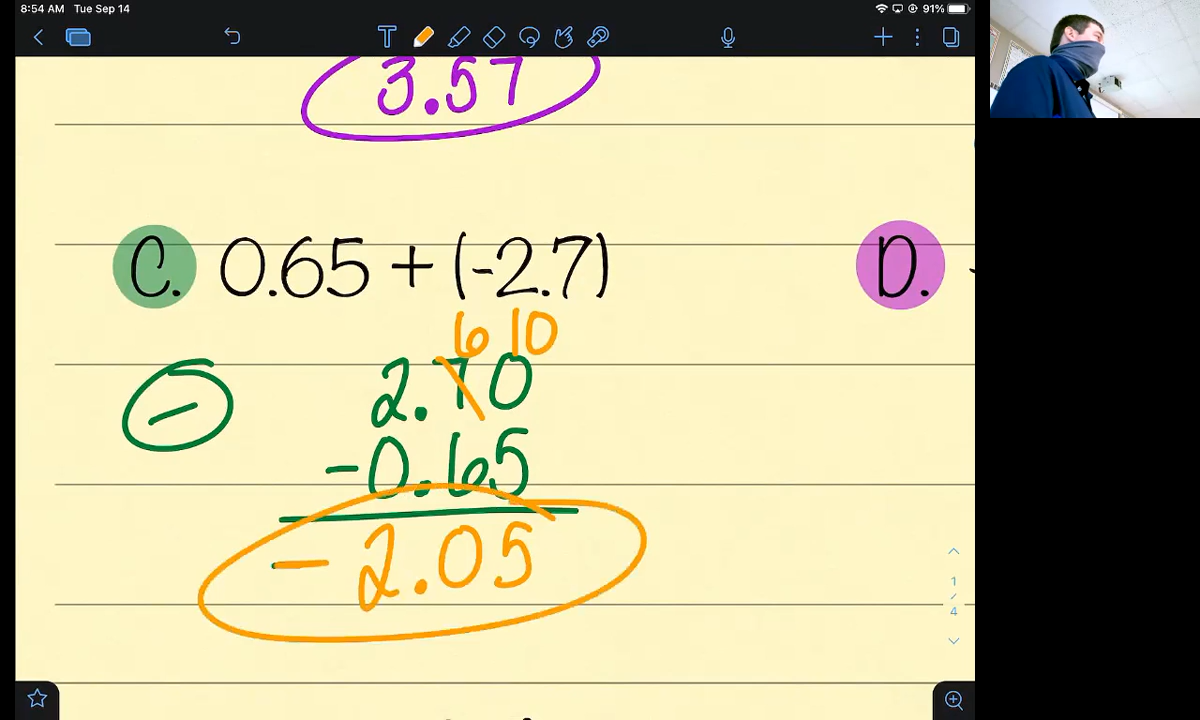 8:54 AM Tue Sep 14
91%
T
3.57
C. 0.65 + (-2.7)
D.
6 10
2.70
-0.65
-
-2.05
1
/
4